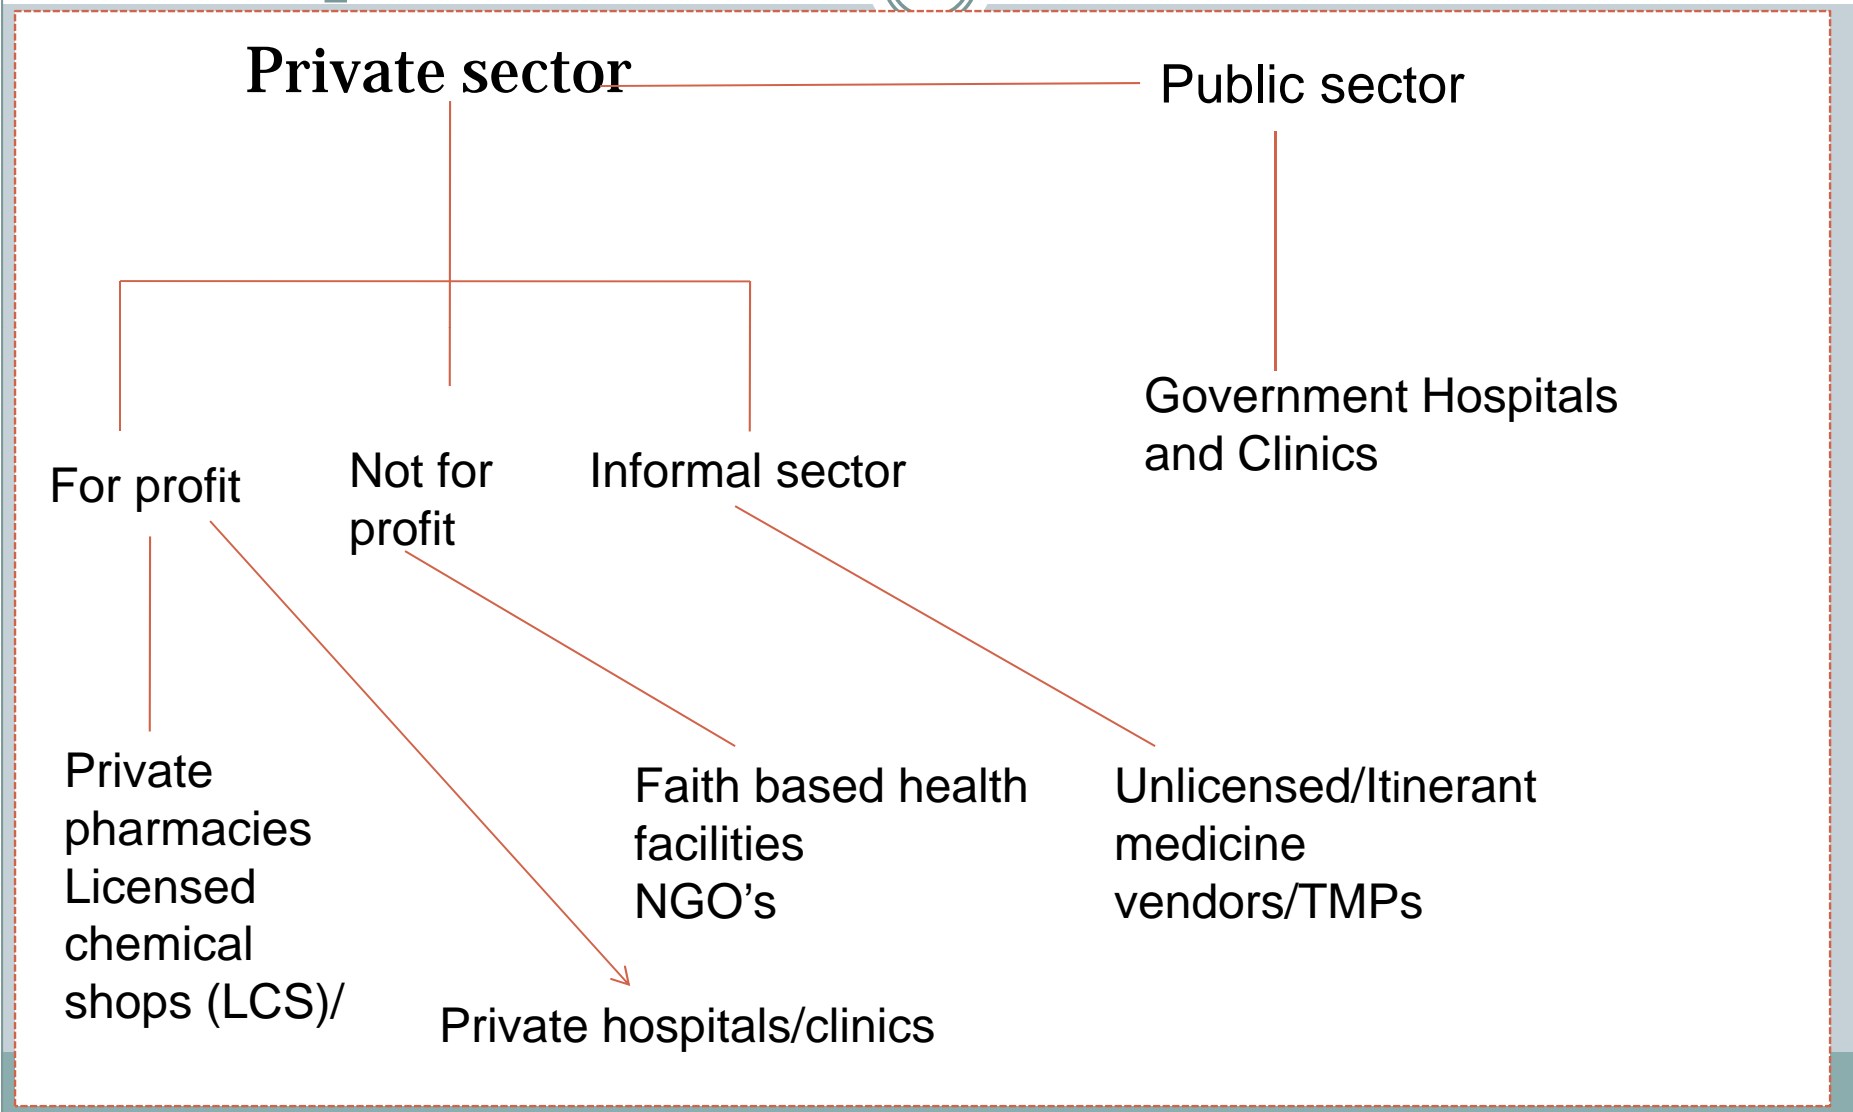 Private sector
Public sector
Government Hospitals
and Clinics
For profit
Not for
profit
Informal sector
Private
pharmacies
Licensed
chemical
shops (LCS)/
Faith based health
facilities
NGO’s
Unlicensed/Itinerant
medicine
vendors/TMPs
Private hospitals/clinics